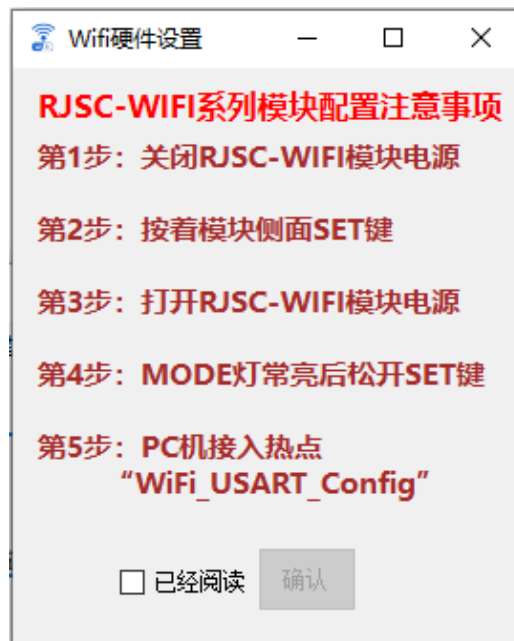 Wifi硬件设置
RJSC-WIFI系列模块配置注意事项
第1步：关闭RJSC-WIFI模块电源
第2步：按着模块侧面SET键
第3步：打开RJSC-WIFI模块电源
第4步：MODE灯常亮后松开SET键
第5步：PC机接入热点
“WiFi_USART_Config”
已经阅读 确认